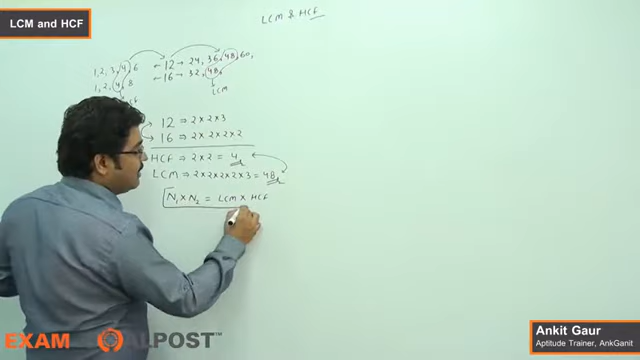 LCM and HCF
LCM & HCF
12 → 24, 36, 48, 60,
1, 2, 3, 4, 6
16 → 32, 48,
1, 2, 4, 8
LCM
12 ⇒ 2×2×3
16 ⇒ 2×2×2×2
HCF ⇒ 2×2 = 4
LCM ⇒ 2×2×2×2×3 = 48
N₁ × N₂ = LCM × HCF
EXAM ALPOST™
Ankit Gaur
Aptitude Trainer, AnkGanit